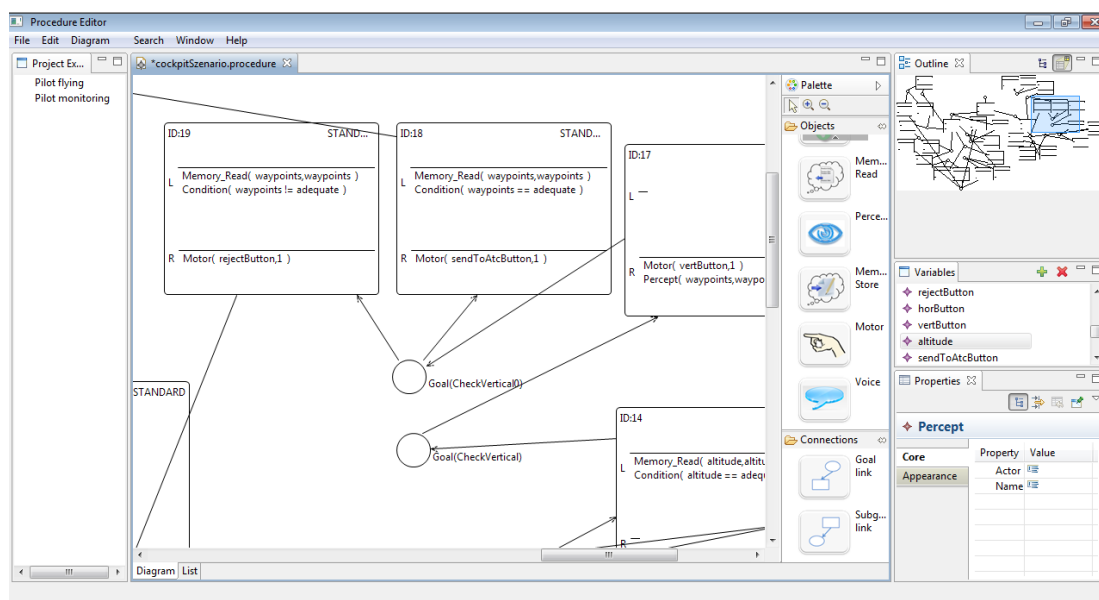 Procedure Editor
File Edit Diagram Search Window Help
Project Ex...
Pilot flying
Pilot monitoring
*cockpitSzenario.procedure
ID:19 STAND...
L Memory_Read( waypoints,waypoints )
Condition( waypoints != adequate )
R Motor( rejectButton,1 )
ID:18 STAND...
L Memory_Read( waypoints,waypoints )
Condition( waypoints == adequate )
R Motor( sendToAtcButton,1 )
ID:17
L
R Motor( vertButton,1 )
Percept( waypoints,waypo
Goal(CheckVertical0)
STANDARD
Goal(CheckVertical)
ID:14
L Memory_Read( altitude,altitu
Condition( altitude == adequ
R
Diagram List
Palette
Objects
Mem...
Read
Perce...
Mem...
Store
Motor
Voice
Connections
Goal
link
Subg...
link
Outline
Variables
rejectButton
horButton
vertButton
altitude
sendToAtcButton
Properties
Percept
Core
Appearance
Property Value
Actor
Name